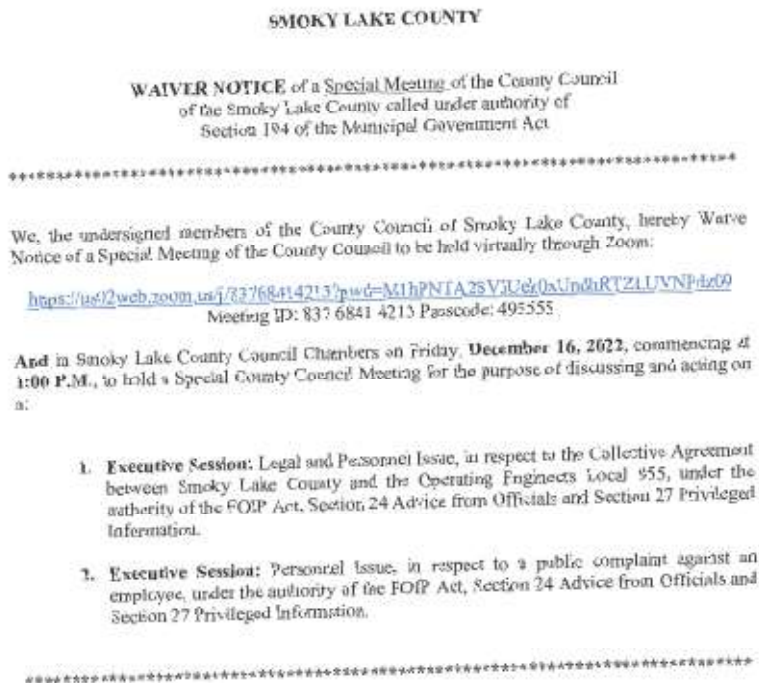 SMOKY LAKE COUNTY
WAIVER NOTICE of a Special Meeting of the County Council
of the Smoky Lake County called under authority of
Section 194 of the Municipal Government Act
We, the undersigned members of the County Council of Smoky Lake County, hereby Waive
Notice of a Special Meeting of the County Council to be held virtually through Zoom:
Meeting ID: 837 6841 4213 Passcode: 495555
And in Smoky Lake County Council Chambers on Friday, December 16, 2022, commencing at
1:00 P.M., to hold a Special County Council Meeting for the purpose of discussing and acting on
a:
1. Executive Session: Legal and Personnel Issue, in respect to the Collective Agreement
between Smoky Lake County and the Operating Engineers Local 955, under the
authority of the FOIP Act, Section 24 Advice from Officials and Section 27 Privileged
Information.
2. Executive Session: Personnel Issue, in respect to a public complaint against an
employee, under the authority of the FOIP Act, Section 24 Advice from Officials and
Section 27 Privileged Information.